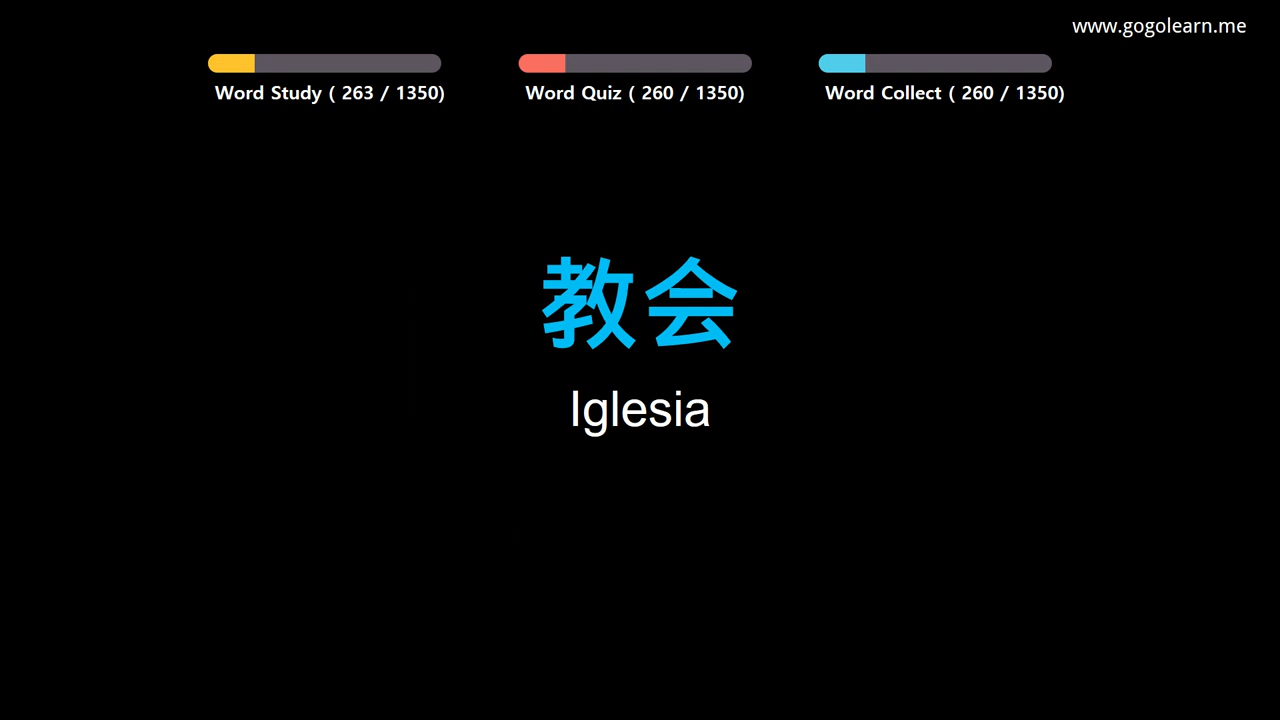 www.gogolearn.me
Word Study ( 263 / 1350)
Word Quiz ( 260 / 1350)
Word Collect ( 260 / 1350)
教会
Iglesia